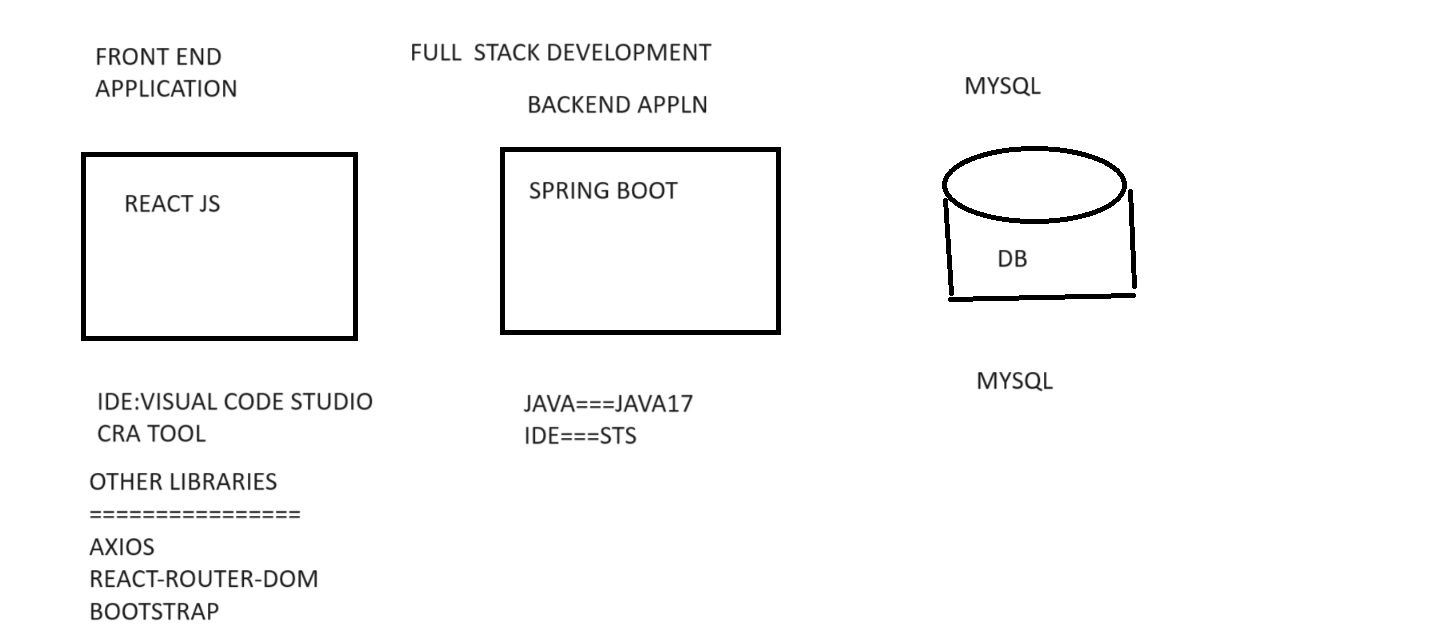 FRONT END
APPLICATION
FULL STACK DEVELOPMENT
BACKEND APPLN
MYSQL
REACT JS
SPRING BOOT
DB
MYSQL
IDE:VISUAL CODE STUDIO
CRA TOOL
JAVA===JAVA17
IDE===STS
OTHER LIBRARIES
================
AXIOS
REACT-ROUTER-DOM
BOOTSTRAP